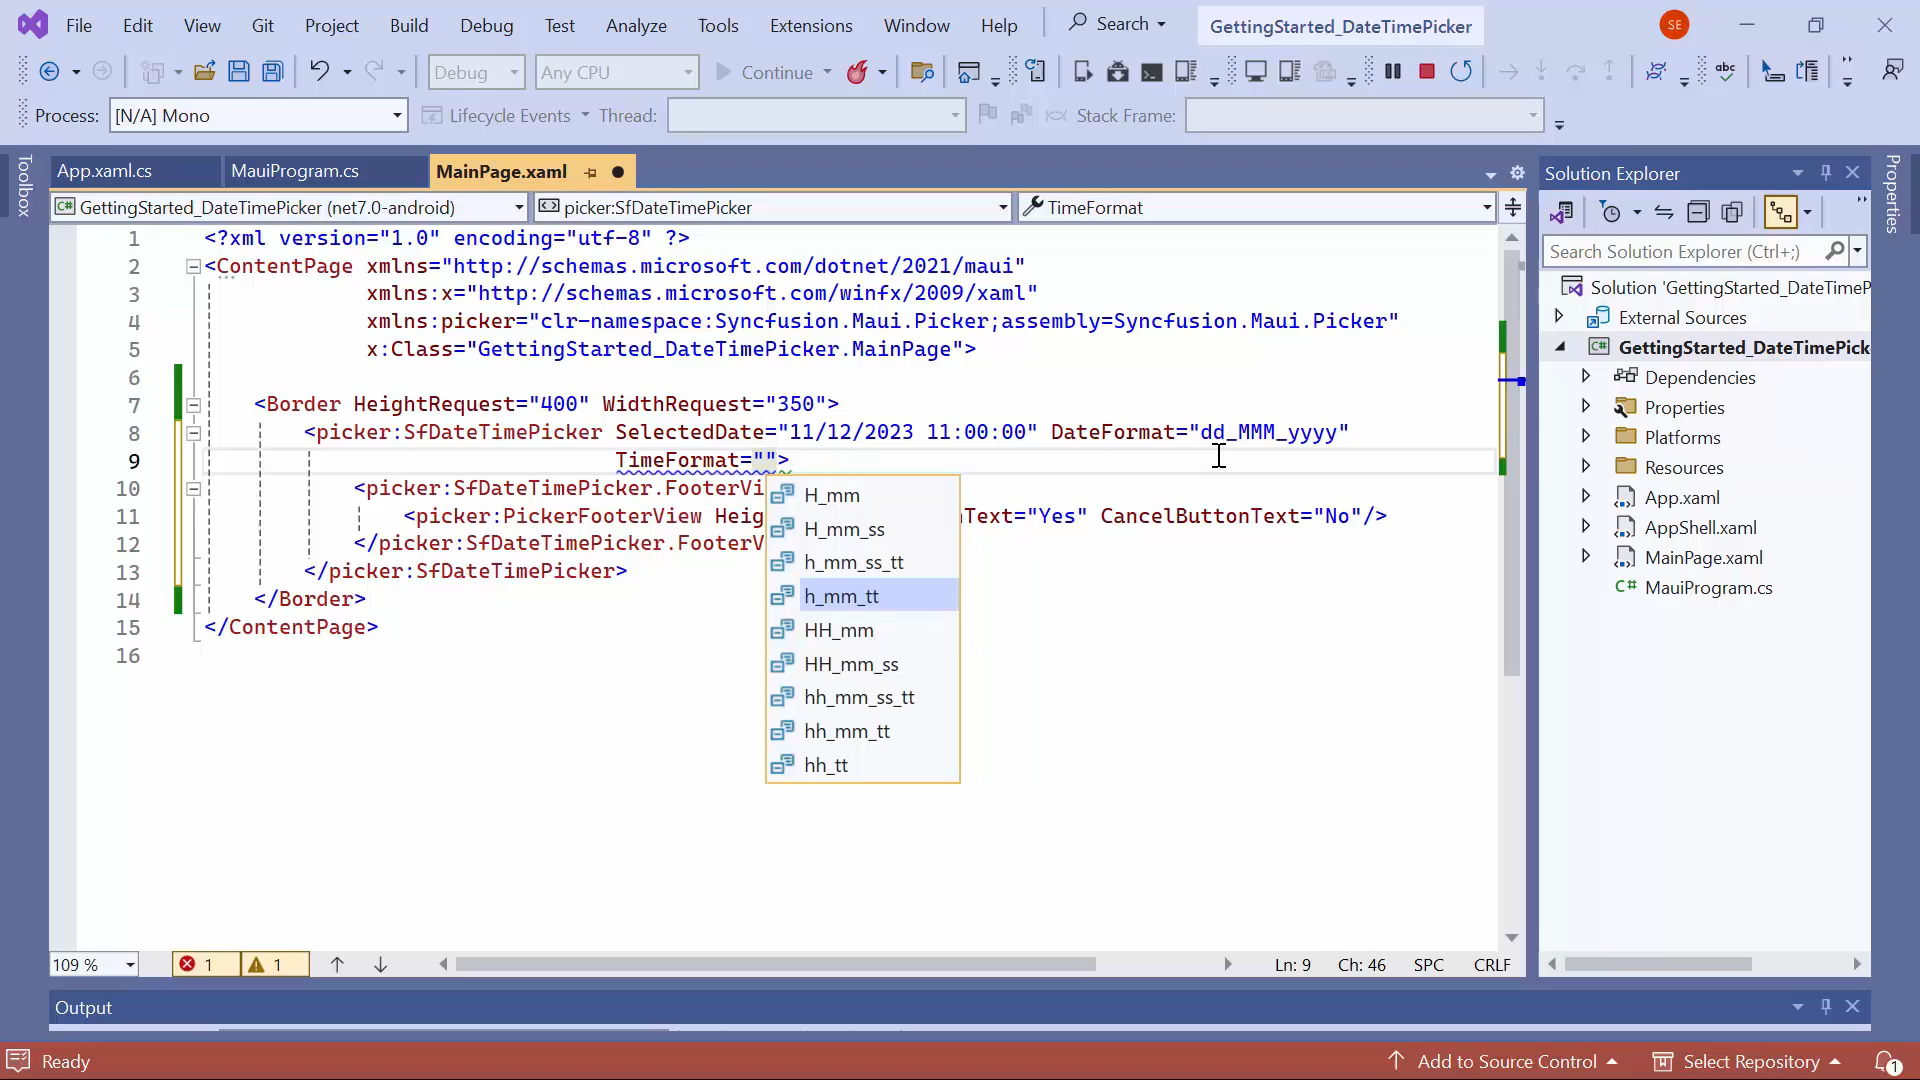 File Edit View Git Project Build Debug Test Analyze Tools Extensions Window Help Search GettingStarted_DateTimePicker SE
Debug Any CPU Continue abc
Process: [N/A] Mono Lifecycle Events Thread: Stack Frame:
Toolbox
App.xaml.cs MauiProgram.cs MainPage.xaml
GettingStarted_DateTimePicker (net7.0-android) picker:SfDateTimePicker TimeFormat
1 <?xml version="1.0" encoding="utf-8" ?>
2 <ContentPage xmlns="http://schemas.microsoft.com/dotnet/2021/maui"
3 xmlns:x="http://schemas.microsoft.com/winfx/2009/xaml"
4 xmlns:picker="clr-namespace:Syncfusion.Maui.Picker;assembly=Syncfusion.Maui.Picker"
5 x:Class="GettingStarted_DateTimePicker.MainPage">
6
7 <Border HeightRequest="400" WidthRequest="350">
8 <picker:SfDateTimePicker SelectedDate="11/12/2023 11:00:00" DateFormat="dd_MMM_yyyy"
9 TimeFormat="">
10 <picker:SfDateTimePicker.FooterVi
11 <picker:PickerFooterView Heig nText="Yes" CancelButtonText="No"/>
12 </picker:SfDateTimePicker.FooterV
13 </picker:SfDateTimePicker>
14 </Border>
15 </ContentPage>
16
H_mm
H_mm_ss
h_mm_ss_tt
h_mm_tt
HH_mm
HH_mm_ss
hh_mm_ss_tt
hh_mm_tt
hh_tt
109 % 1 1 Ln: 9 Ch: 46 SPC CRLF
Solution Explorer
Search Solution Explorer (Ctrl+;)
Solution 'GettingStarted_DateTimeP
External Sources
GettingStarted_DateTimePick
Dependencies
Properties
Platforms
Resources
App.xaml
AppShell.xaml
MainPage.xaml
C# MauiProgram.cs
Properties
Output
Ready Add to Source Control Select Repository 1